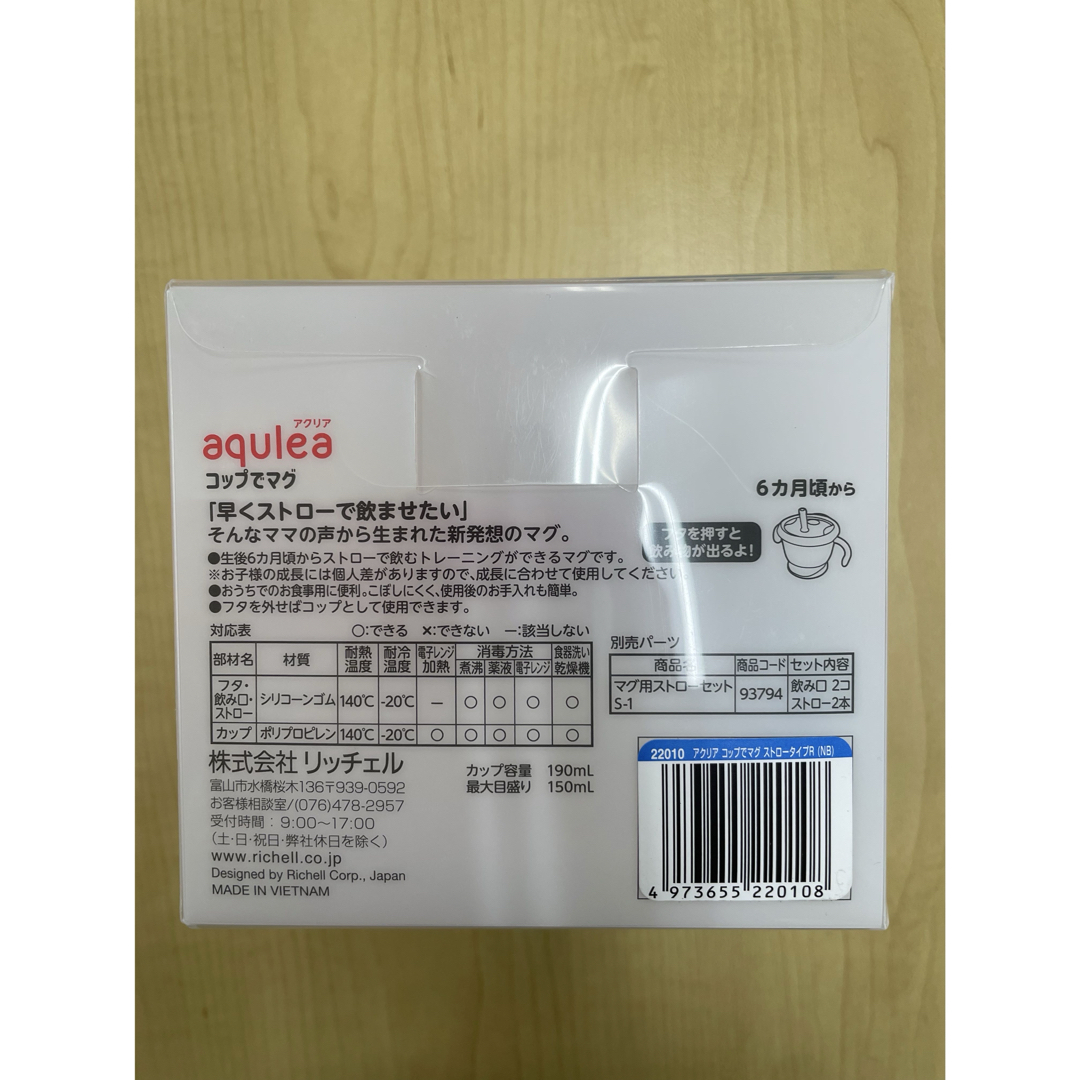 アクリア
aqulea
コップでマグ
「早くストローで飲ませたい」
そんなママの声から生まれた新発想のマグ。
●生後6カ月頃からストローで飲むトレーニングができるマグです。
※お子様の成長には個人差がありますので、成長に合わせて使用してください。
●おうちでのお食事用に便利。こぼしにくく、使用後のお手入れも簡単。
●フタを外せばコップとして使用できます。
6カ月頃から
フタを押すと
飲み物が出るよ!
対応表 ○:できる ×:できない ー:該当しない
部材名 材質 耐熱温度 耐冷温度 電子レンジ加熱 消毒方法 煮沸 薬液 電子レンジ 食器洗い乾燥機
フタ・飲み口・ストロー シリコーンゴム 140℃ -20℃ ー ○ ○ ○ ○
カップ ポリプロピレン 140℃ -20℃ ○ ○ ○ ○ ○
別売パーツ
商品名 商品コード セット内容
マグ用ストローセット S-1 93794 飲み口 2コ ストロー2本
株式会社 リッチェル
富山市水橋桜木136〒939-0592
お客様相談室/(076)478-2957
受付時間:9:00〜17:00
(土・日・祝日・弊社休日を除く)
www.richell.co.jp
Designed by Richell Corp., Japan
MADE IN VIETNAM
カップ容量 190mL
最大目盛り 150mL
22010 アクリア コップでマグ ストロータイプR (NB)
4 973655 220108